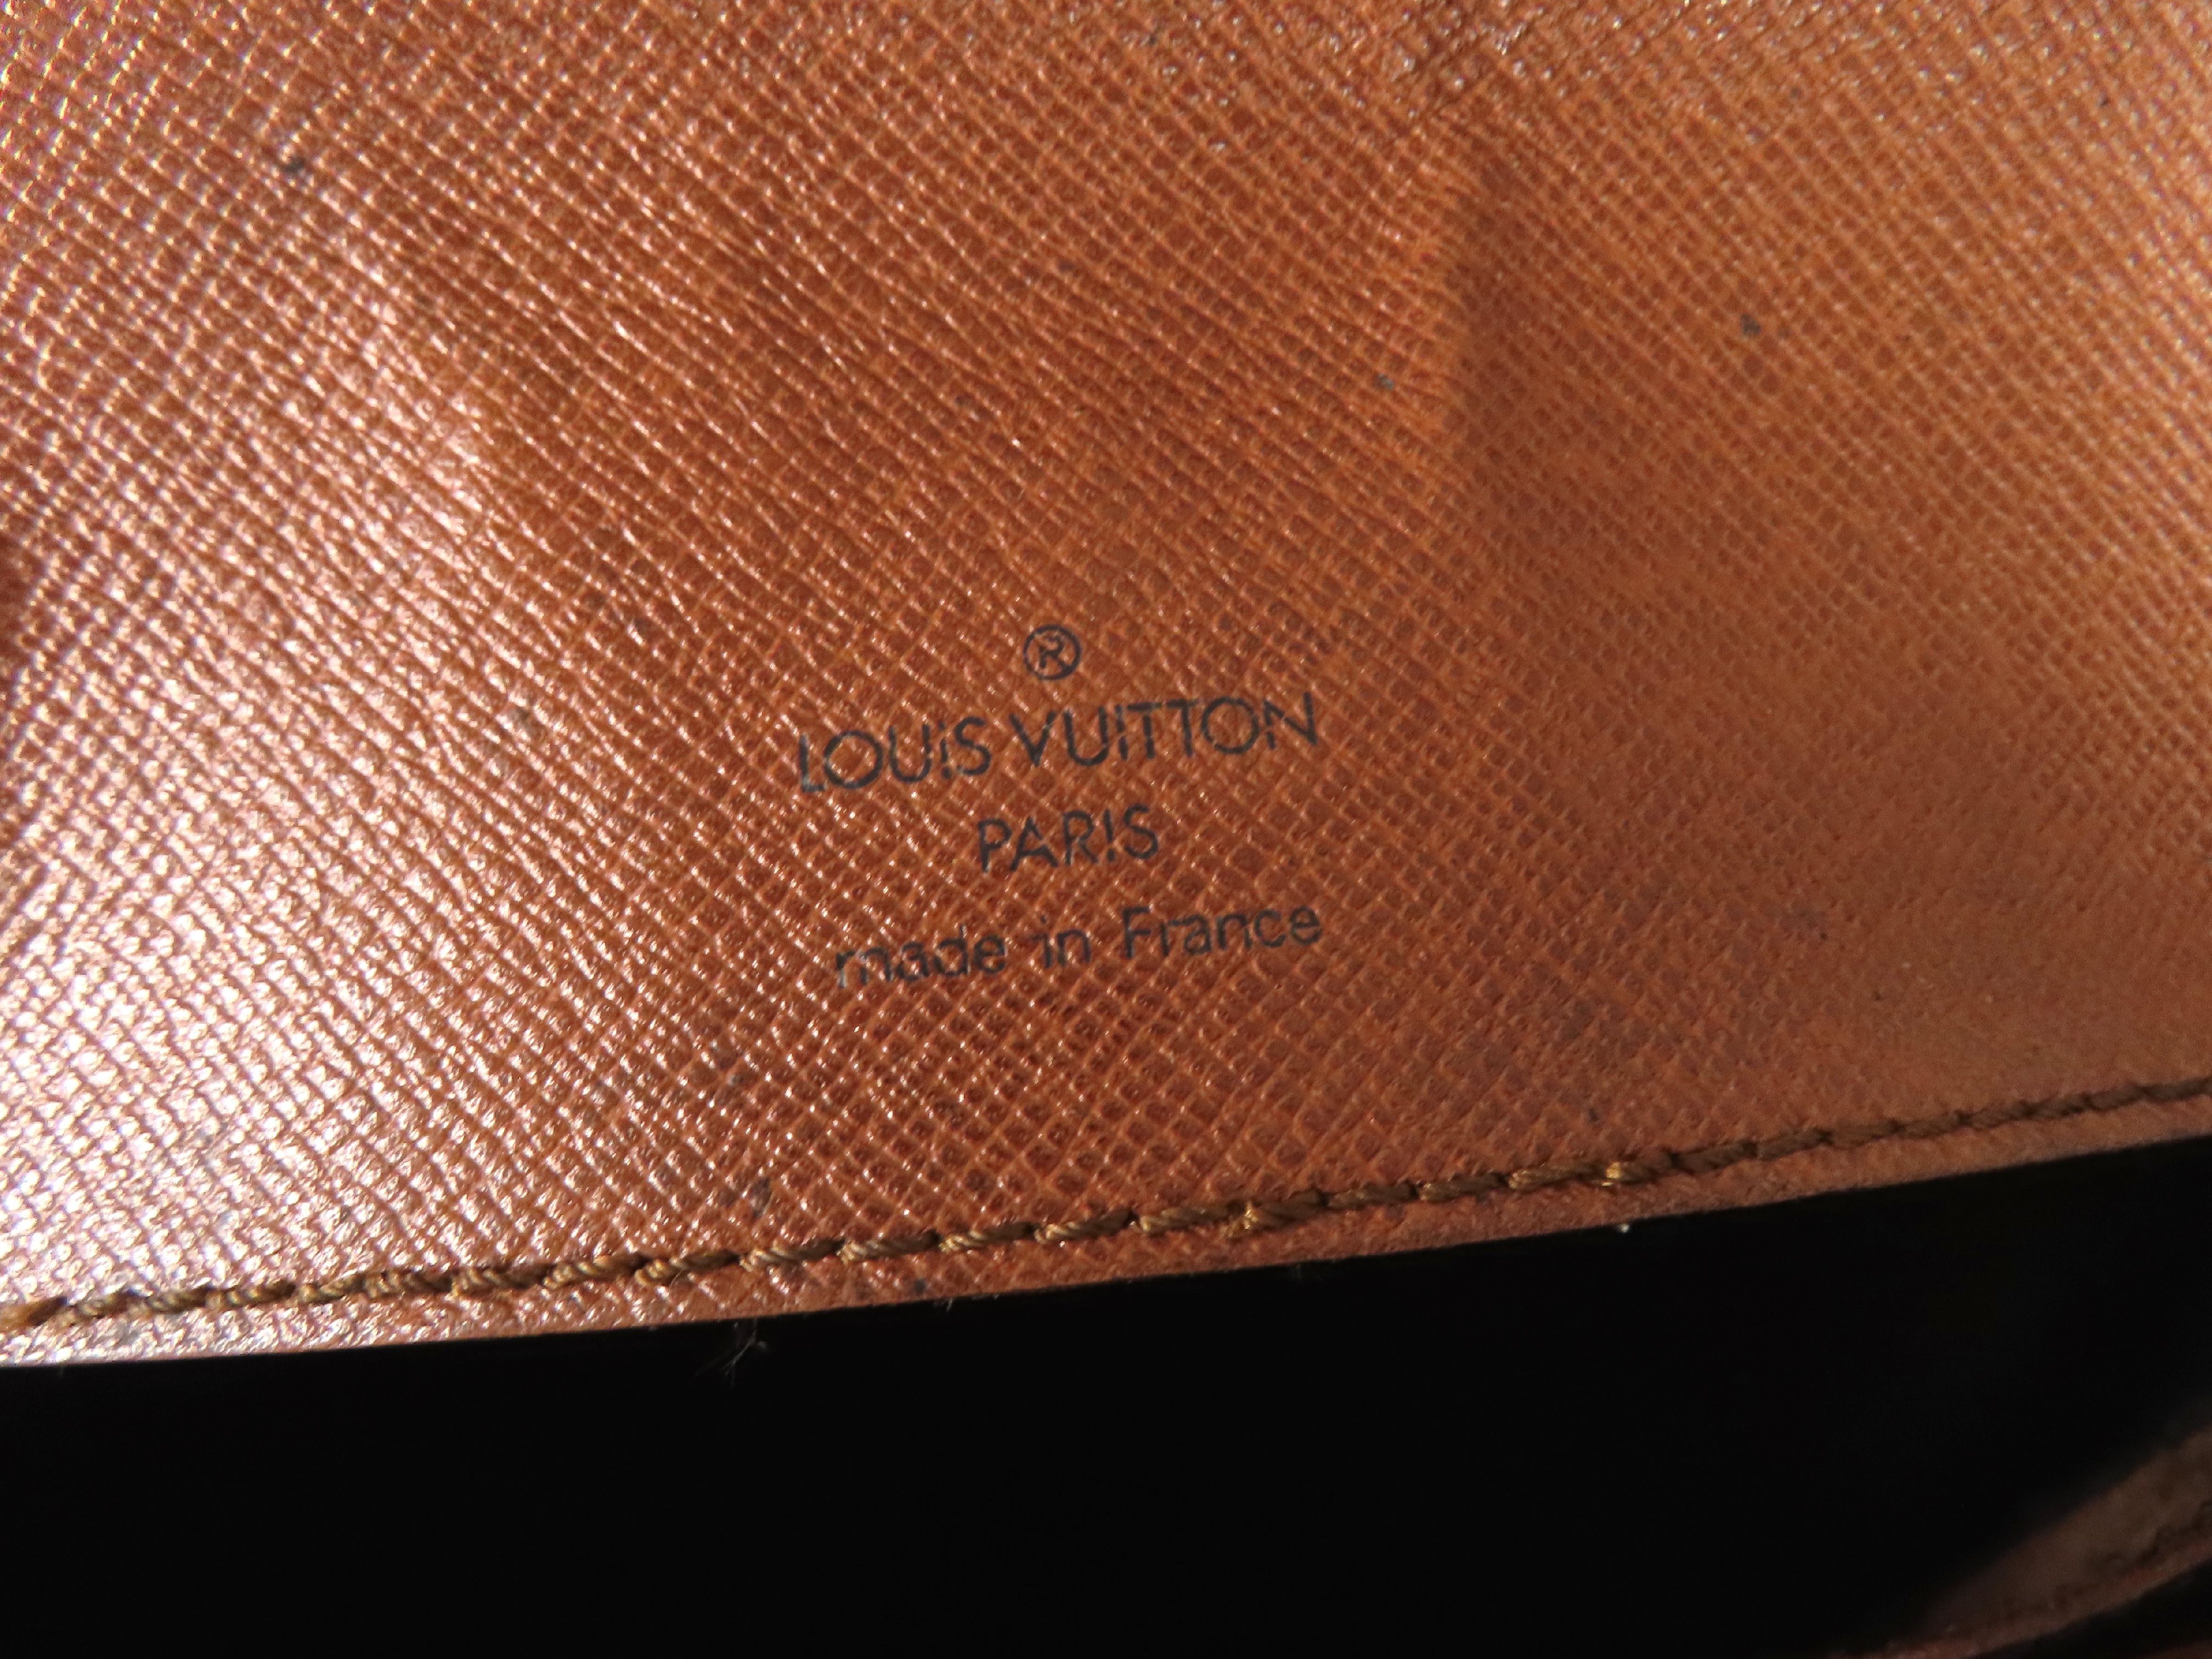 ®
LOUIS VUITTON
PARIS
made in France